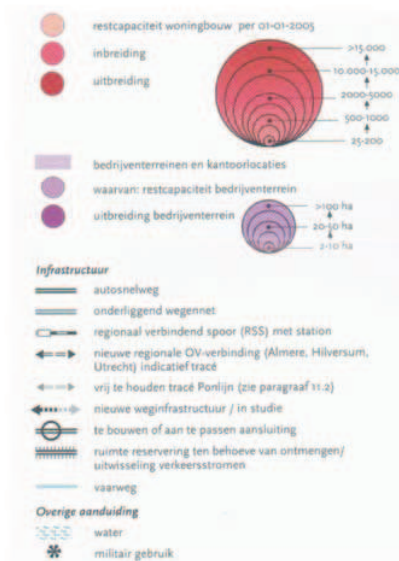 restcapaciteit woningbouw per 01-01-2005
inbreiding
uitbreiding
>15.000
10.000-15.000
2000-5000
500-1000
25-200
bedrijventerreinen en kantoorlocaties
waarvan: restcapaciteit bedrijventerrein
uitbreiding bedrijventerrein
>100 ha
20-50 ha
2-10 ha
Infrastructuur
autosnelweg
onderliggend wegennet
regionaal verbindend spoor (RSS) met station
nieuwe regionale OV-verbinding (Almere, Hilversum,
Utrecht) indicatief tracé
vrij te houden tracé Ponlijn (zie paragraaf 11.2)
nieuwe weginfrastructuur / in studie
te bouwen of aan te passen aansluiting
ruimte reservering ten behoeve van ontmengen/
uitwisseling verkeersstromen
vaarweg
Overige aanduiding
water
militair gebruik